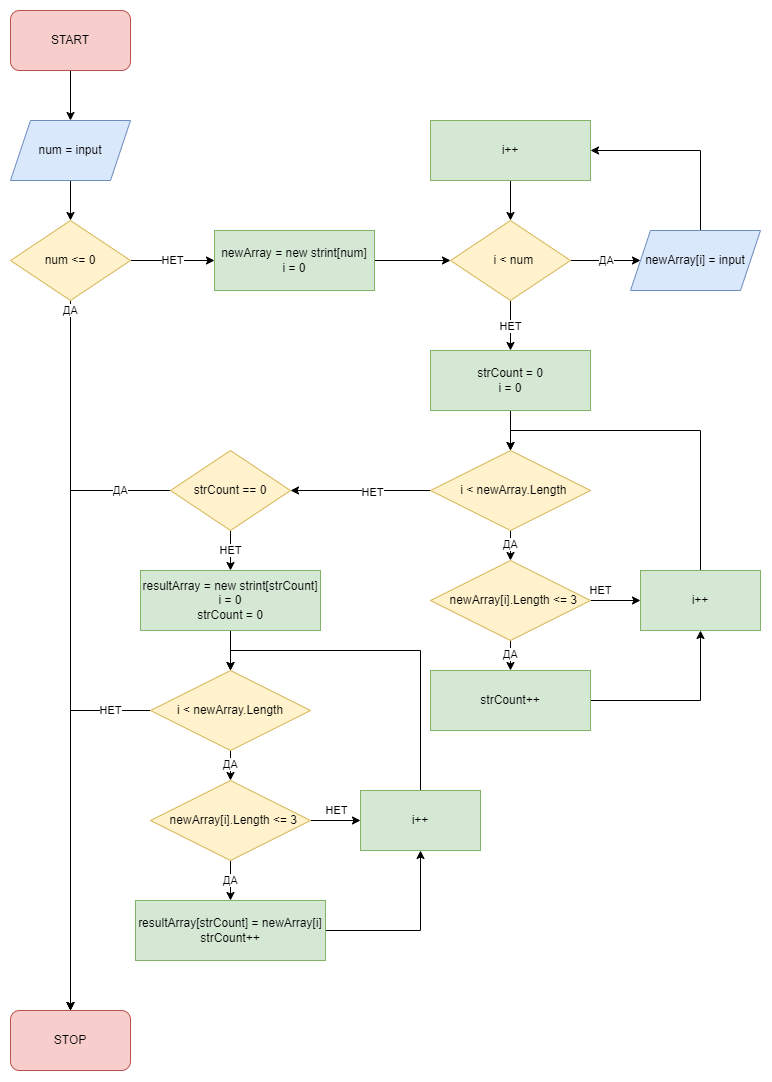 START
num = input
num <= 0
НЕТ
ДА
newArray = new strint[num]
i = 0
i++
i < num
ДА
newArray[i] = input
НЕТ
strCount = 0
i = 0
i < newArray.Length
НЕТ
ДА
newArray[i].Length <= 3
НЕТ
i++
ДА
strCount++
strCount == 0
ДА
НЕТ
resultArray = new strint[strCount]
i = 0
strCount = 0
i < newArray.Length
НЕТ
ДА
newArray[i].Length <= 3
НЕТ
i++
ДА
resultArray[strCount] = newArray[i]
strCount++
STOP